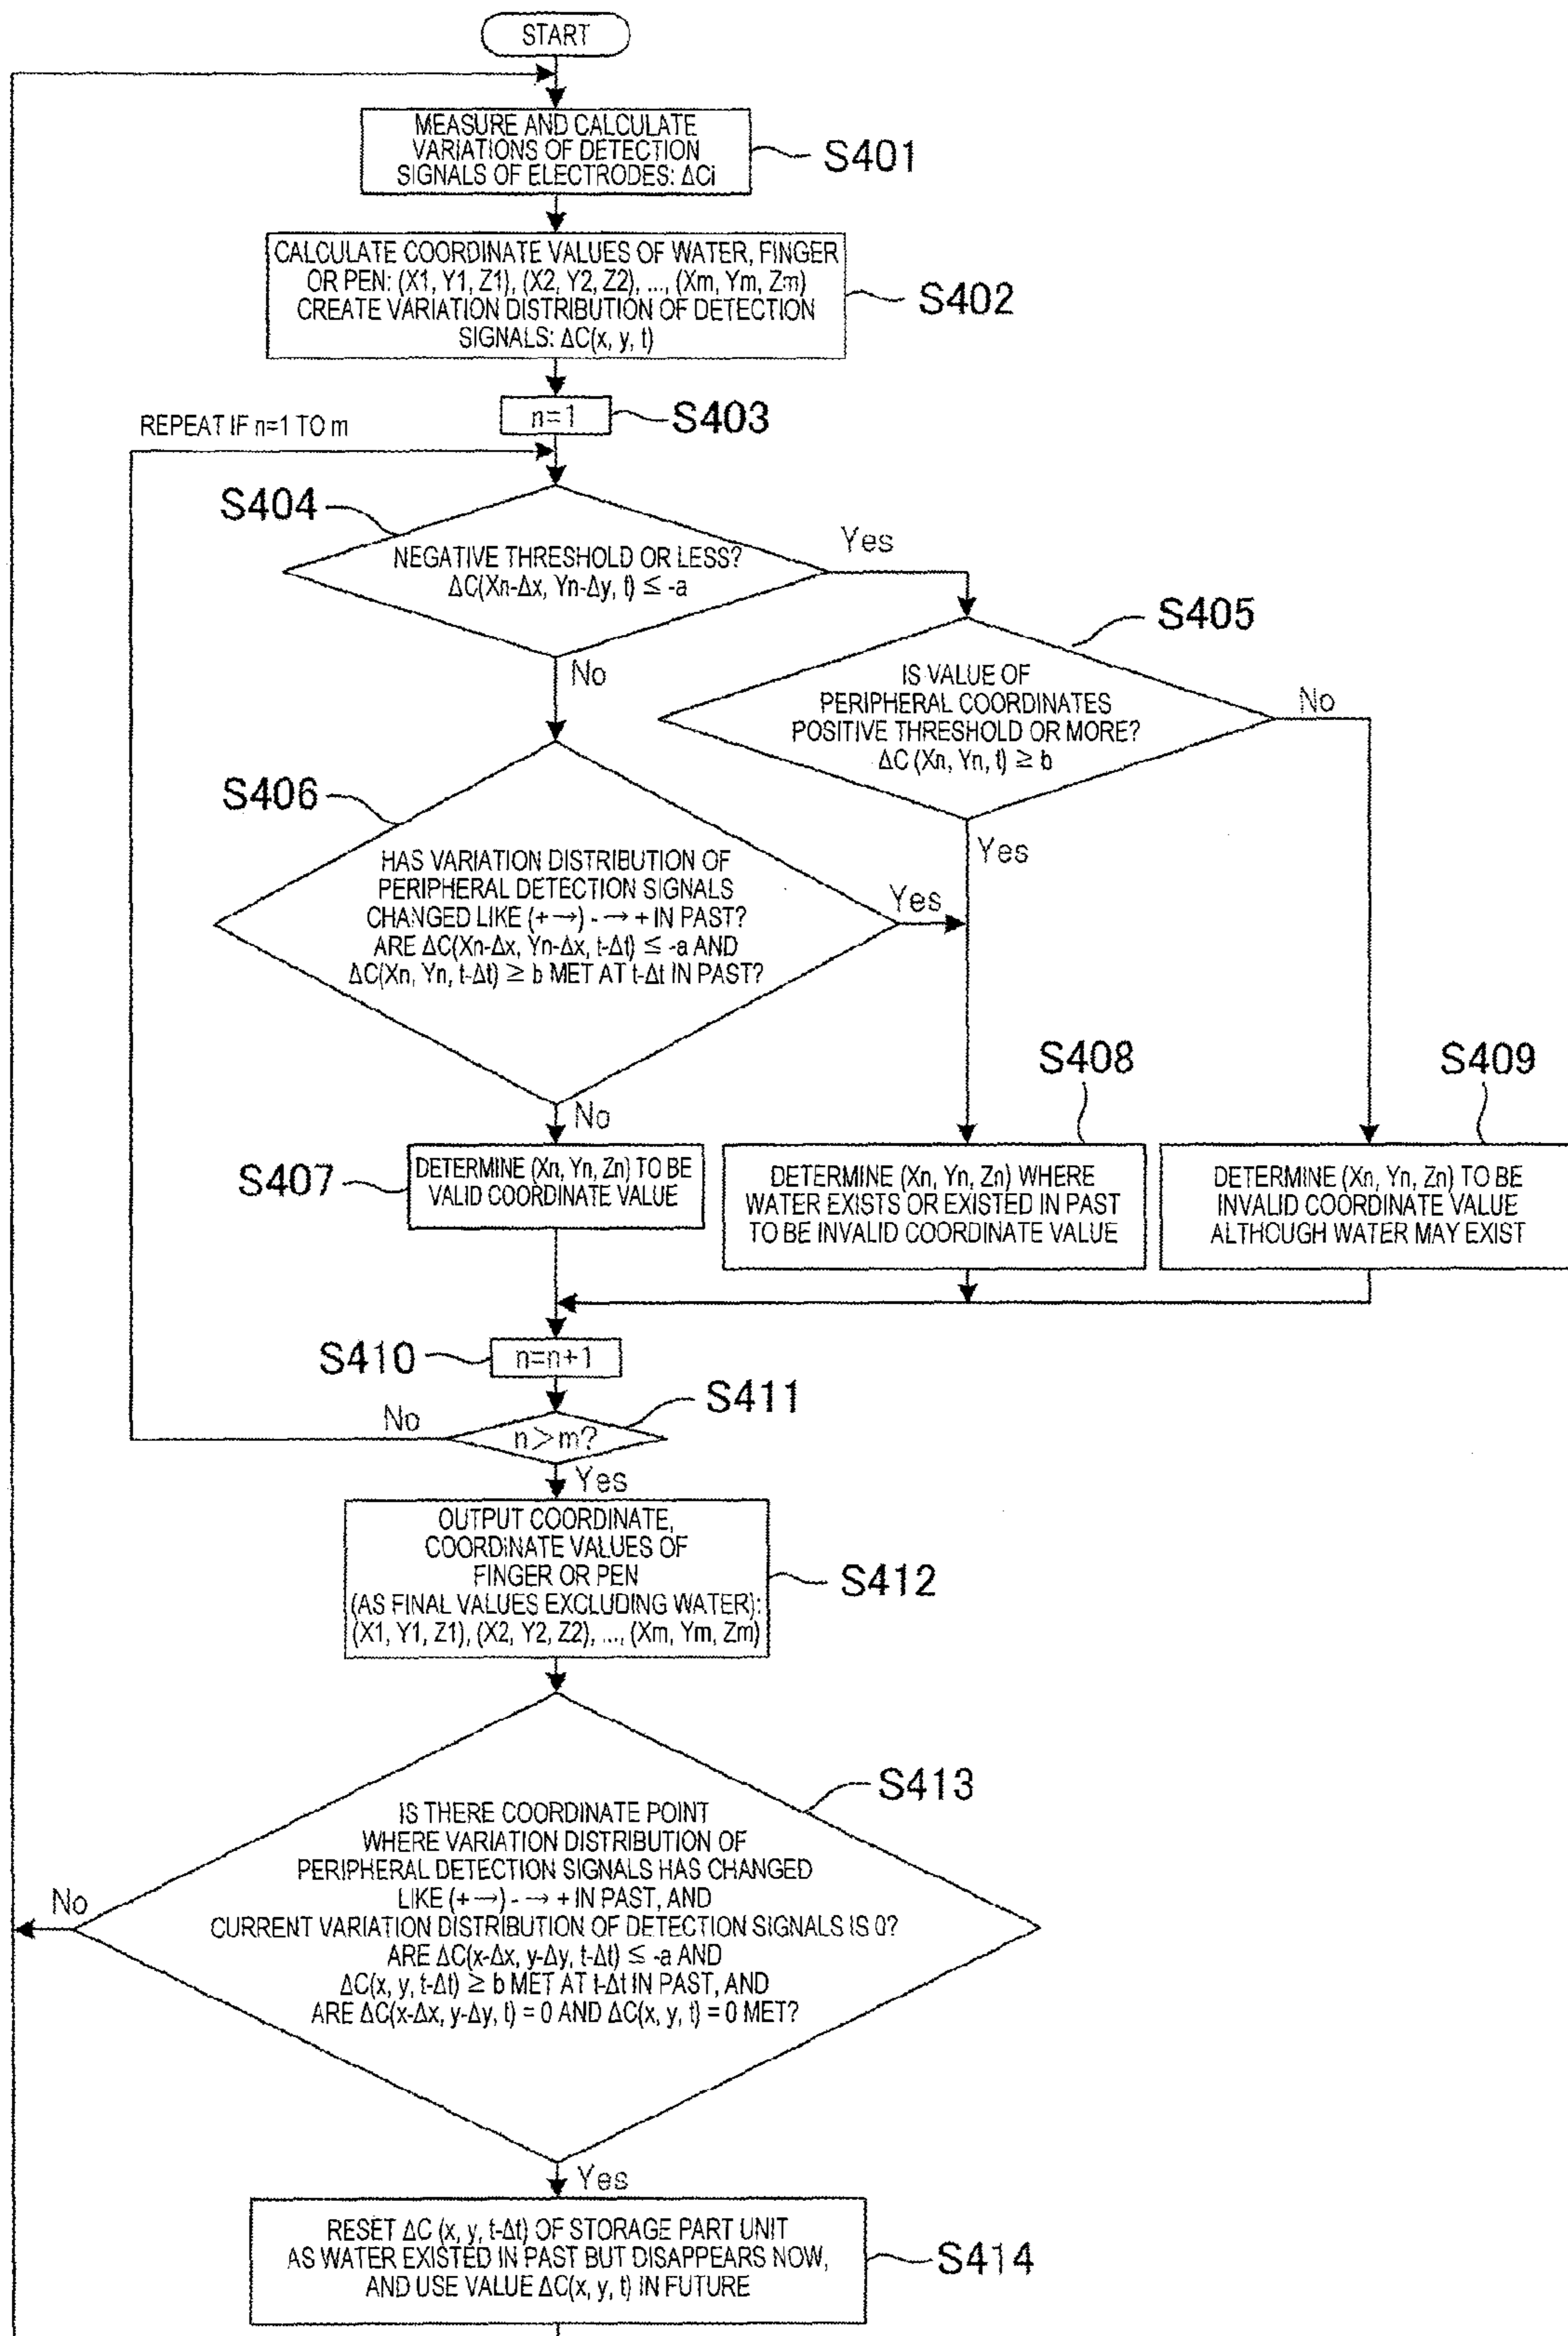 START
MEASURE AND CALCULATE
VARIATIONS OF DETECTION
SIGNALS OF ELECTRODES: ΔCi
S401
CALCULATE COORDINATE VALUES OF WATER, FINGER
OR PEN: (X1, Y1, Z1), (X2, Y2, Z2), ..., (Xm, Ym, Zm)
CREATE VARIATION DISTRIBUTION OF DETECTION
SIGNALS: ΔC(x, y, t)
S402
n=1
S403
REPEAT IF n=1 TO m
S404
NEGATIVE THRESHOLD OR LESS?
ΔC(Xn-Δx, Yn-Δy, t) ≦ -a
Yes
No
S405
IS VALUE OF
PERIPHERAL COORDINATES
POSITIVE THRESHOLD OR MORE?
ΔC (Xn, Yn, t) ≧ b
No
Yes
S406
HAS VARIATION DISTRIBUTION OF
PERIPHERAL DETECTION SIGNALS
CHANGED LIKE (+ →) - → + IN PAST?
ARE ΔC(Xn-Δx, Yn-Δx, t-Δt) ≦ -a AND
ΔC(Xn, Yn, t-Δt) ≧ b MET AT t-Δt IN PAST?
Yes
No
S407
DETERMINE (Xn, Yn, Zn) TO BE
VALID COORDINATE VALUE
S408
DETERMINE (Xn, Yn, Zn) WHERE
WATER EXISTS OR EXISTED IN PAST
TO BE INVALID COORDINATE VALUE
S409
DETERMINE (Xn, Yn, Zn) TO BE
INVALID COORDINATE VALUE
ALTHOUGH WATER MAY EXIST
S410
n=n+1
S411
n>m?
No
Yes
OUTPUT COORDINATE,
COORDINATE VALUES OF
FINGER OR PEN
(AS FINAL VALUES EXCLUDING WATER):
(X1, Y1, Z1), (X2, Y2, Z2), ..., (Xm, Ym, Zm)
S412
S413
IS THERE COORDINATE POINT
WHERE VARIATION DISTRIBUTION OF
PERIPHERAL DETECTION SIGNALS HAS CHANGED
LIKE (+ →) - → + IN PAST, AND
CURRENT VARIATION DISTRIBUTION OF DETECTION SIGNALS IS 0?
ARE ΔC(x-Δx, y-Δy, t-Δt) ≦ -a AND
ΔC(x, y, t-Δt) ≧ b MET AT t-Δt IN PAST, AND
ARE ΔC(x-Δx, y-Δy, t) = 0 AND ΔC(x, y, t) = 0 MET?
No
Yes
RESET ΔC (x, y, t-Δt) OF STORAGE PART UNIT
AS WATER EXISTED IN PAST BUT DISAPPEARS NOW,
AND USE VALUE ΔC(x, y, t) IN FUTURE
S414